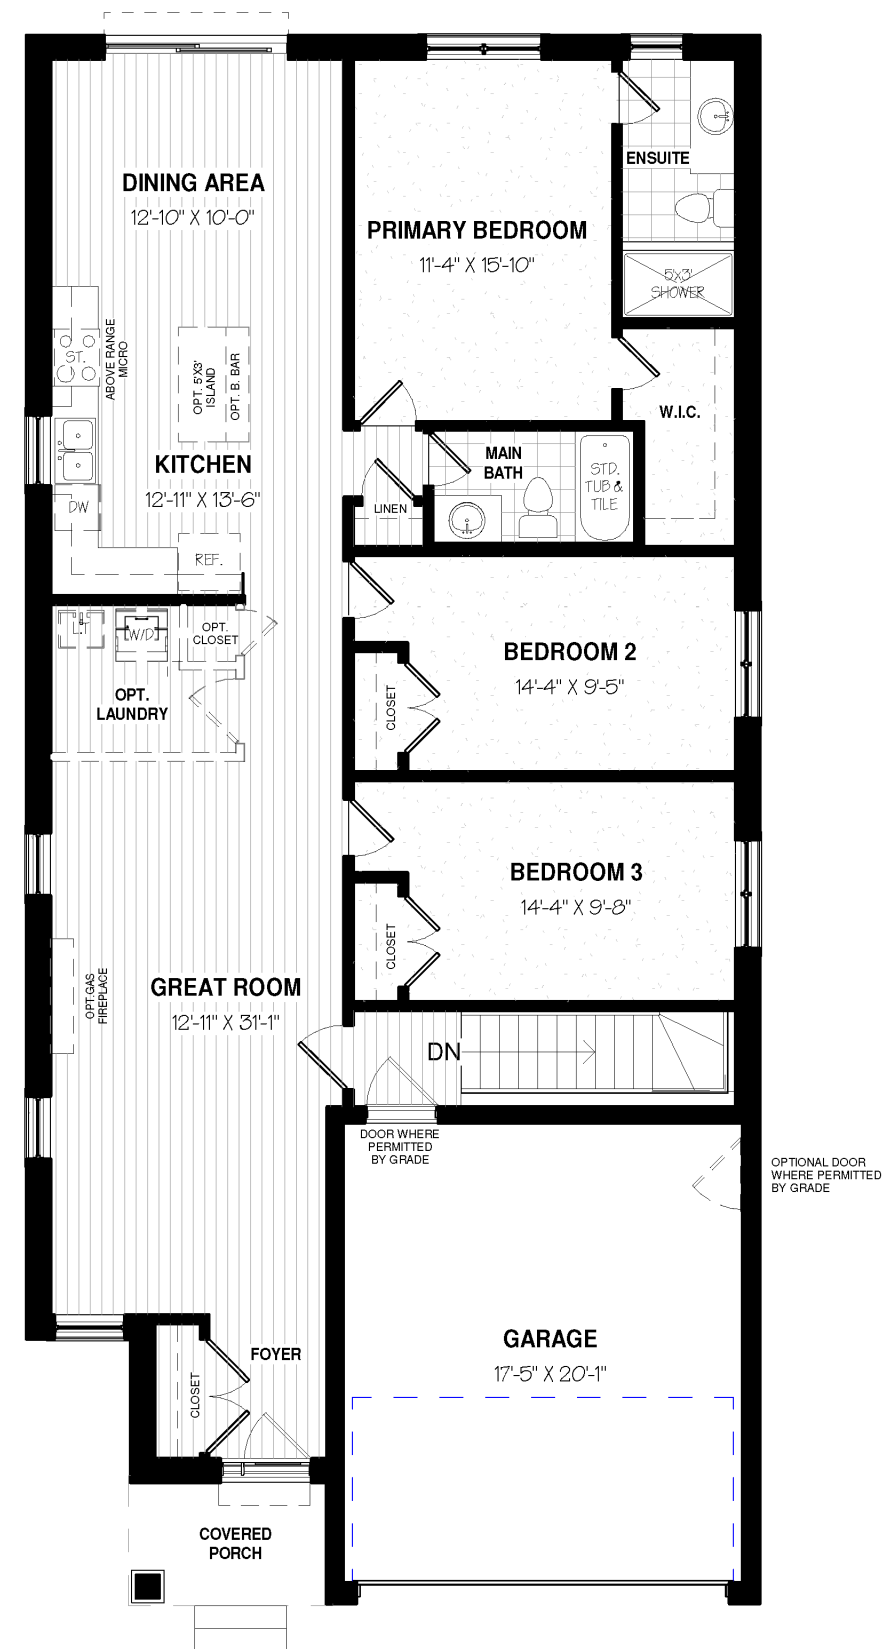 DINING AREA
12'-10" X 10'-0"
PRIMARY BEDROOM
11'-4" X 15'-10"
ENSUITE
5'x3'
SHOWER
W.I.C.
ST.
ABOVE RANGE
MICRO
OPT. 5'X3'
ISLAND
OPT. B. BAR
KITCHEN
12'-11" X 13'-6"
DW
REF.
MAIN
BATH
STD.
TUB &
TILE
LINEN
LT
W/D
OPT.
CLOSET
OPT.
LAUNDRY
BEDROOM 2
14'-4" X 9'-5"
CLOSET
BEDROOM 3
14'-4" X 9'-8"
CLOSET
OPT.GAS
FIREPLACE
GREAT ROOM
12'-11" X 31'-1"
DN
DOOR WHERE
PERMITTED
BY GRADE
OPTIONAL DOOR
WHERE PERMITTED
BY GRADE
GARAGE
17'-5" X 20'-1"
FOYER
CLOSET
COVERED
PORCH